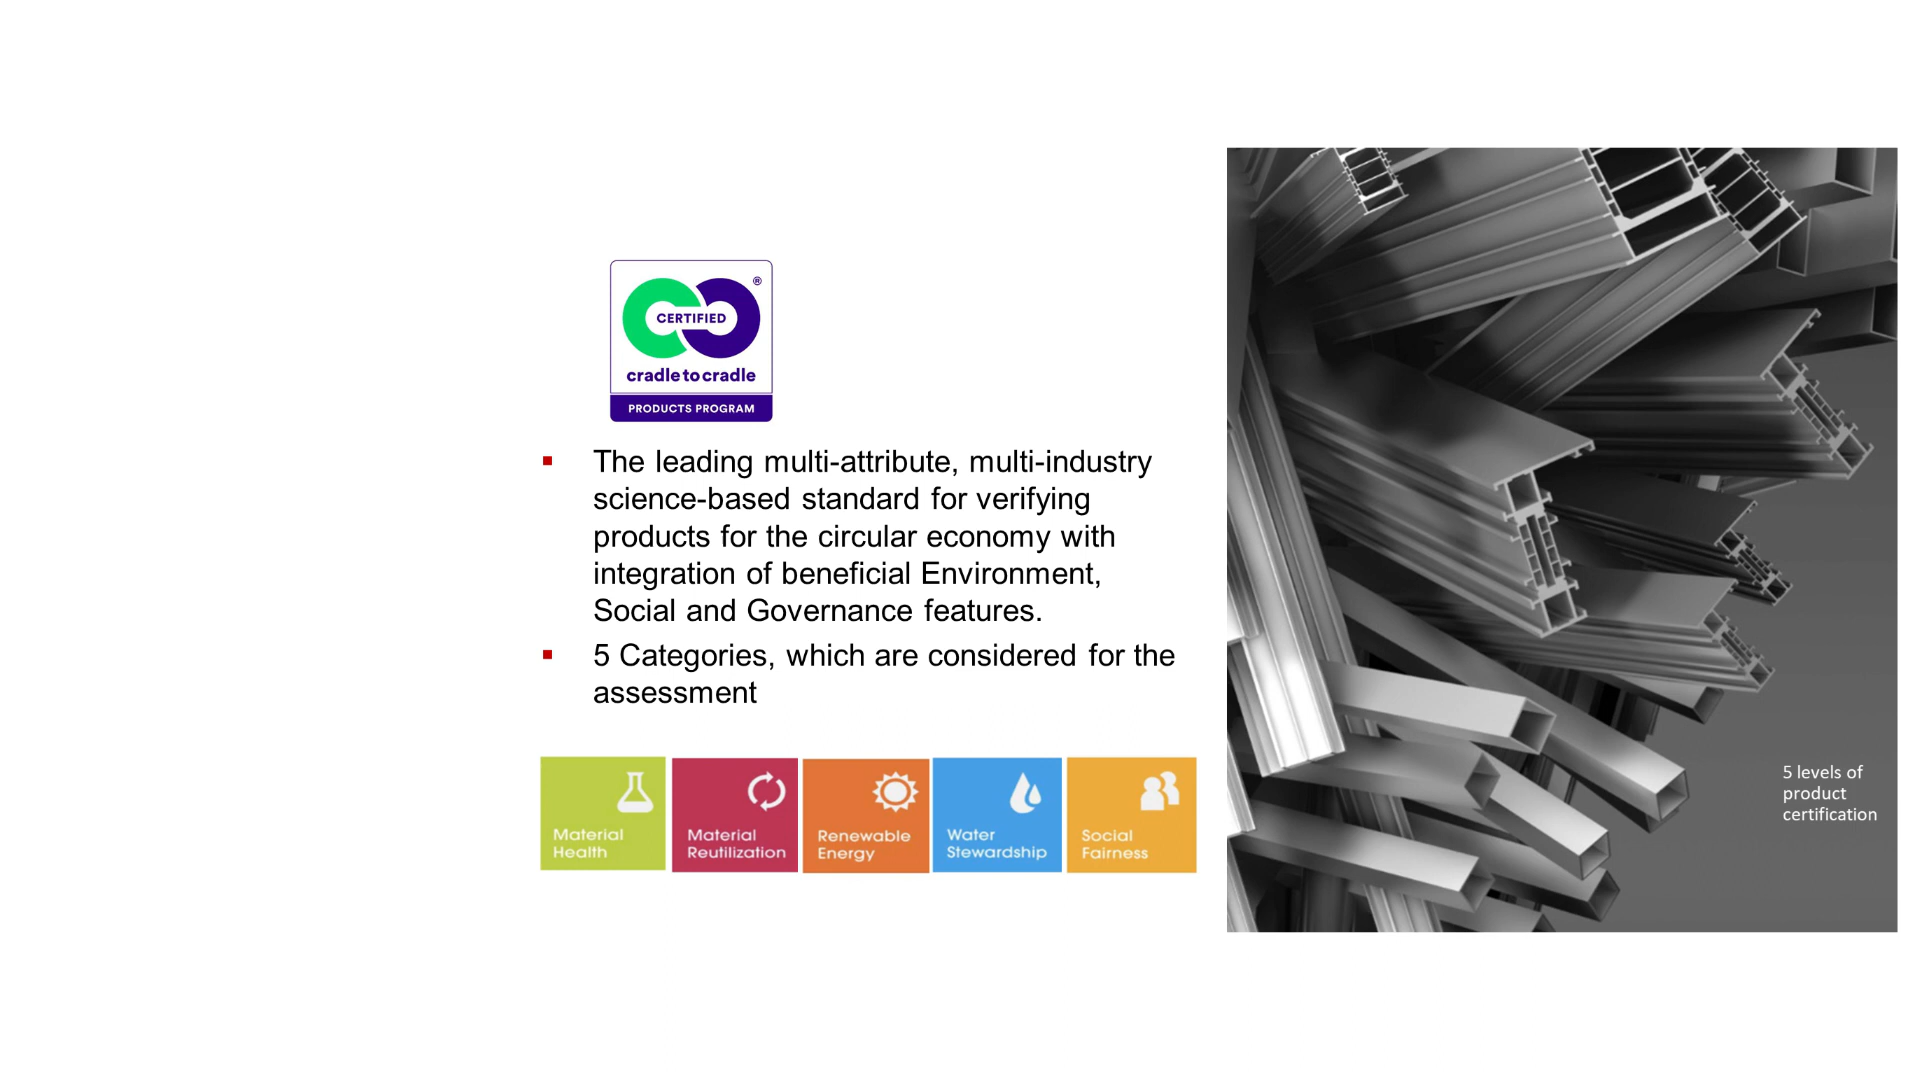 ®
CERTIFIED
cradle to cradle
PRODUCTS PROGRAM
▪ The leading multi-attribute, multi-industry
science-based standard for verifying
products for the circular economy with
integration of beneficial Environment,
Social and Governance features.
▪ 5 Categories, which are considered for the
assessment
Material
Health
Material
Reutilization
Renewable
Energy
Water
Stewardship
Social
Fairness
5 levels of
product
certification